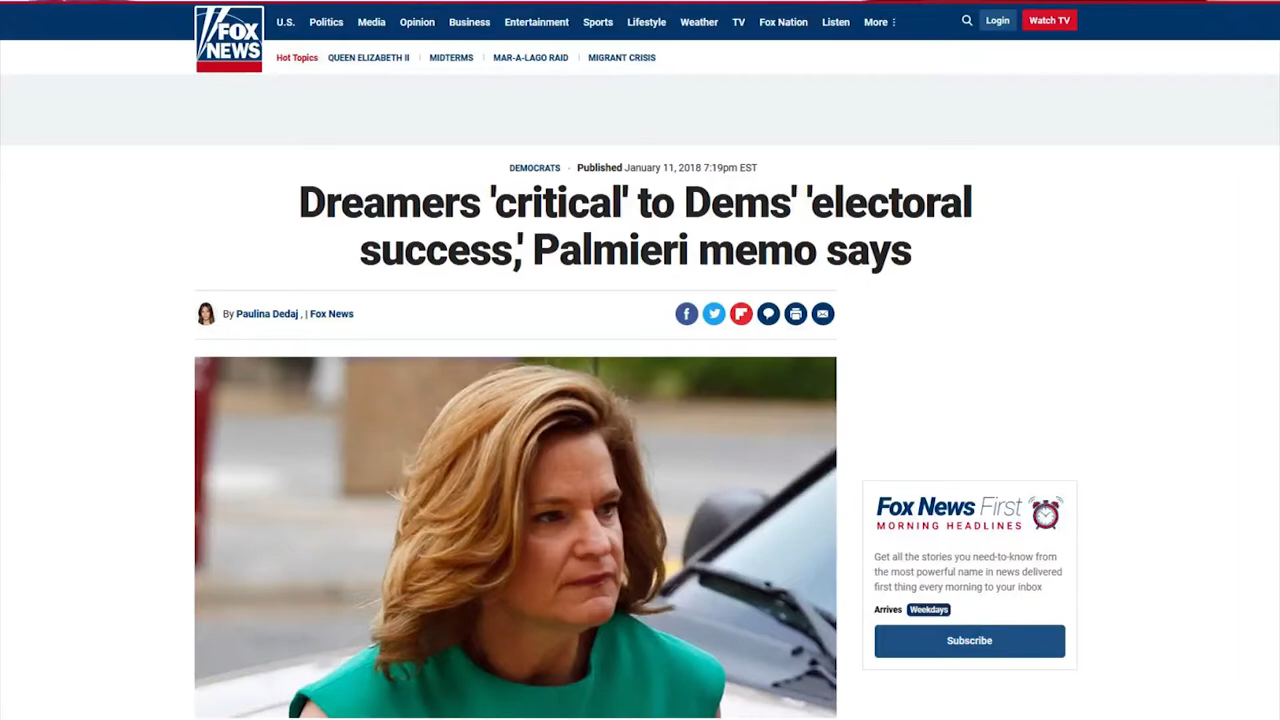 FOX
NEWS
U.S. Politics Media Opinion Business Entertainment Sports Lifestyle Weather TV Fox Nation Listen More Login Watch TV
Hot Topics QUEEN ELIZABETH II MIDTERMS MAR-A-LAGO RAID MIGRANT CRISIS
DEMOCRATS · Published January 11, 2018 7:19pm EST
Dreamers 'critical' to Dems' 'electoral
success,' Palmieri memo says
By Paulina Dedaj , | Fox News
Fox News First
MORNING HEADLINES
Get all the stories you need-to-know from
the most powerful name in news delivered
first thing every morning to your inbox
Arrives Weekdays
Subscribe